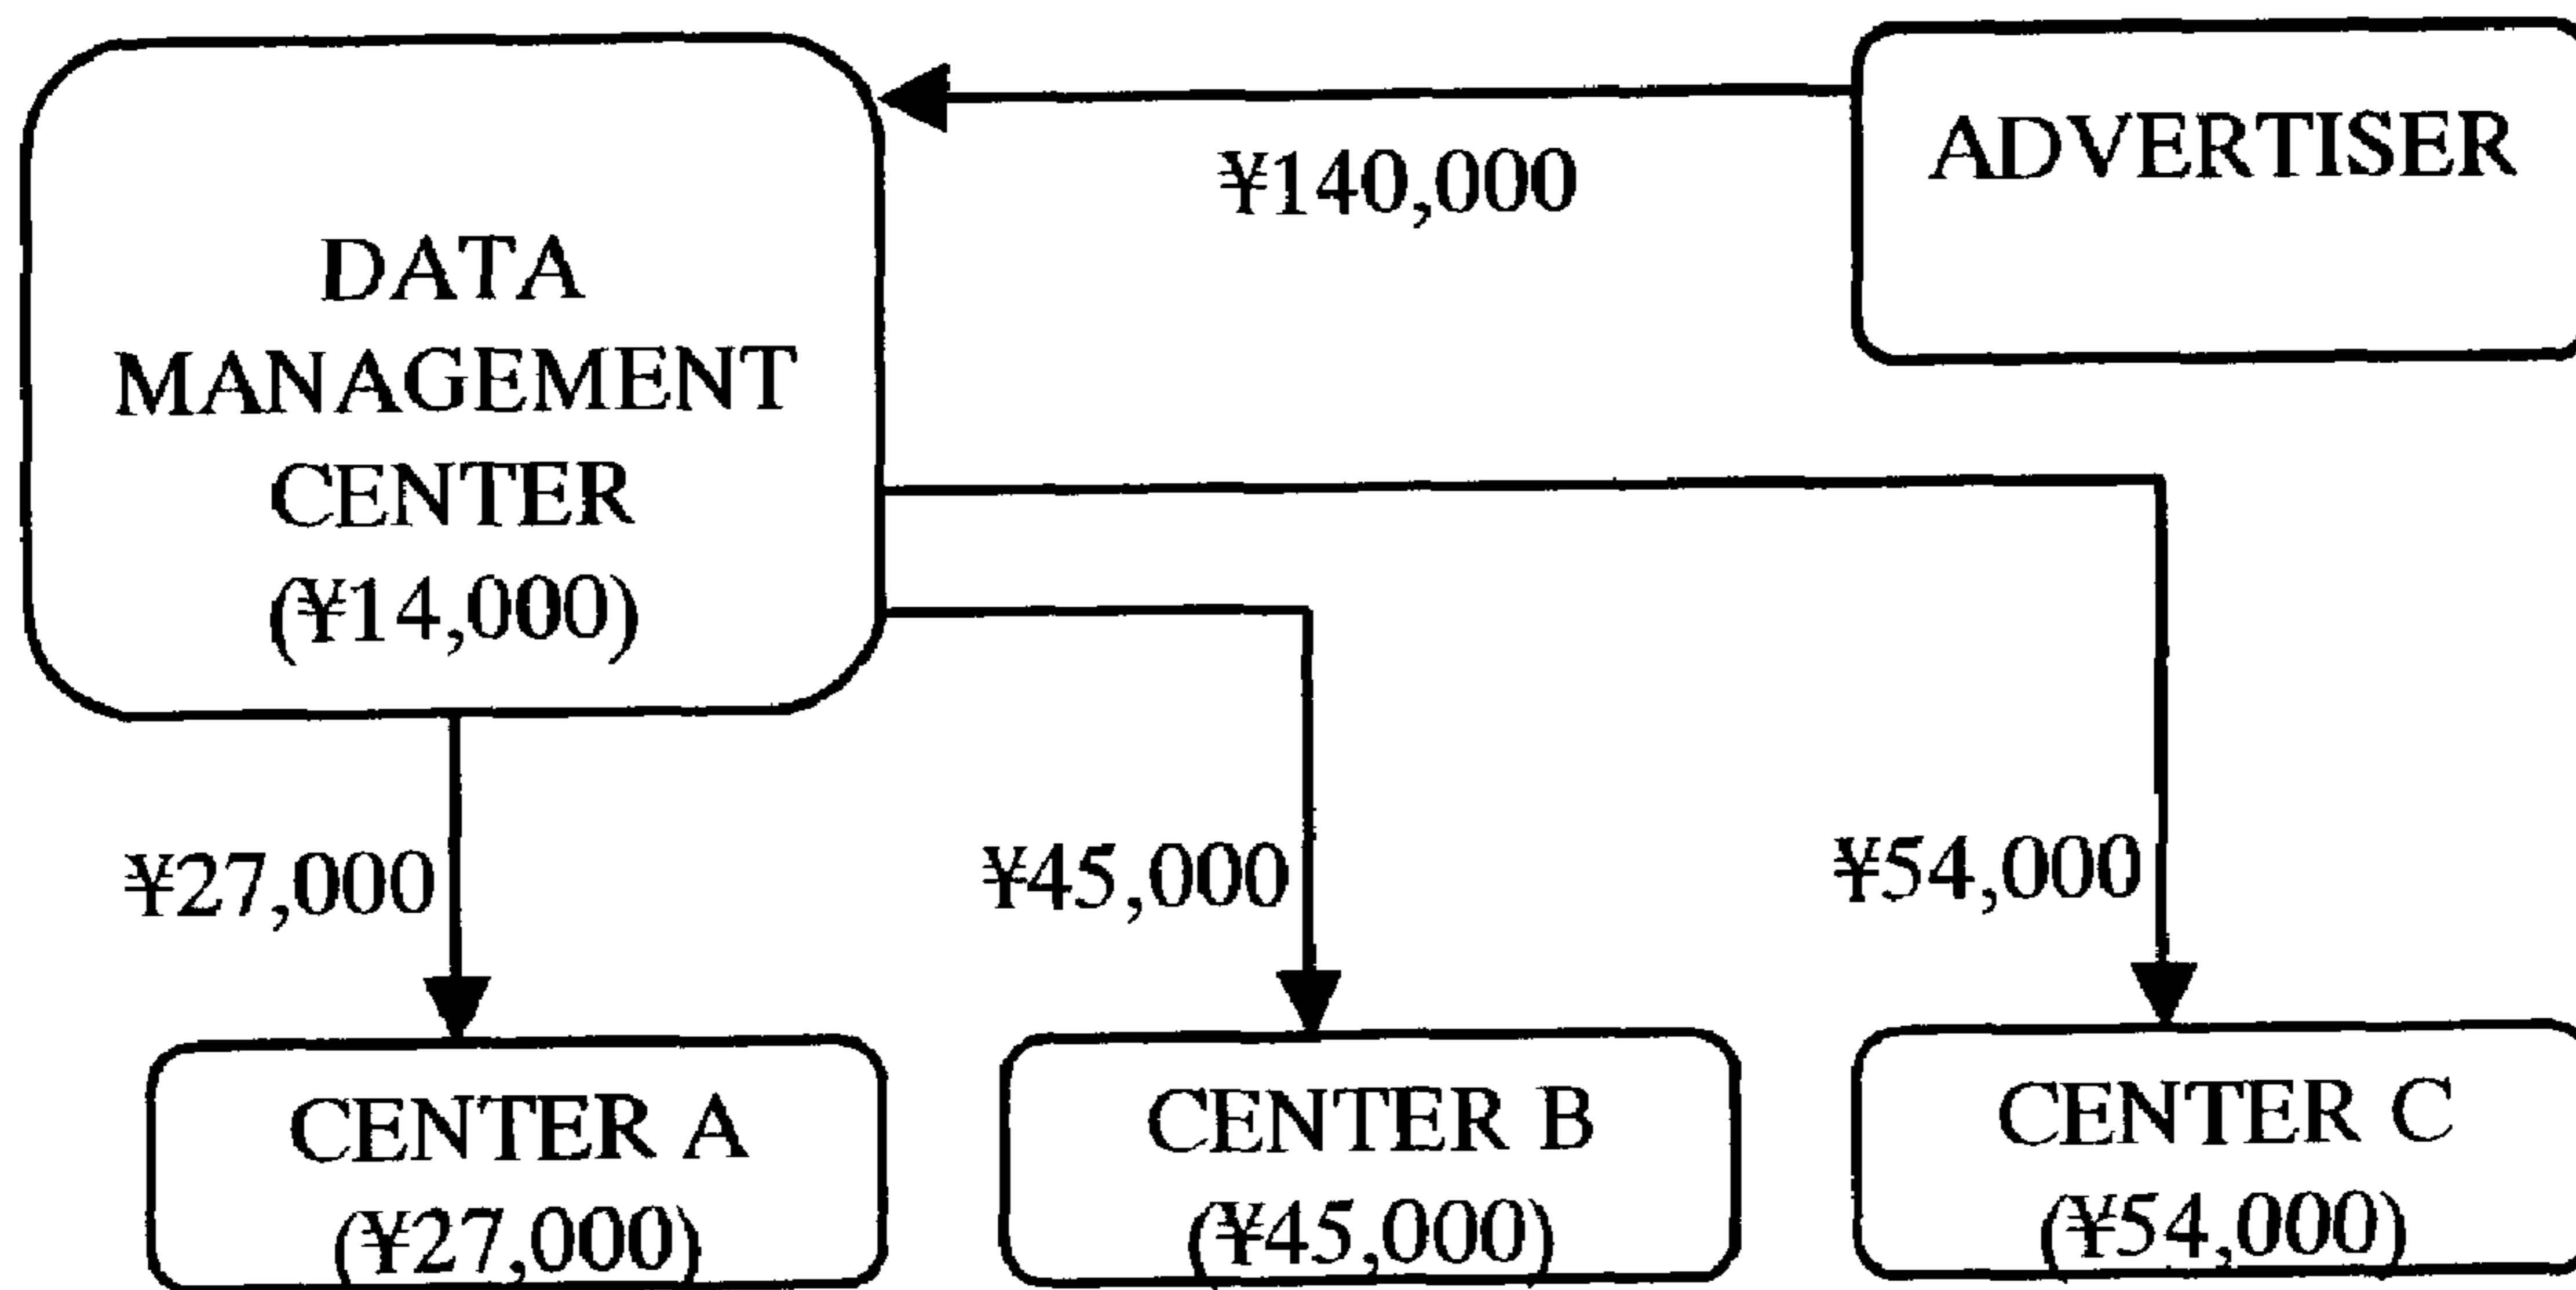 DATA
MANAGEMENT
CENTER
(¥14,000)
¥140,000
ADVERTISER
¥27,000
¥45,000
¥54,000
CENTER A
(¥27,000)
CENTER B
(¥45,000)
CENTER C
(¥54,000)